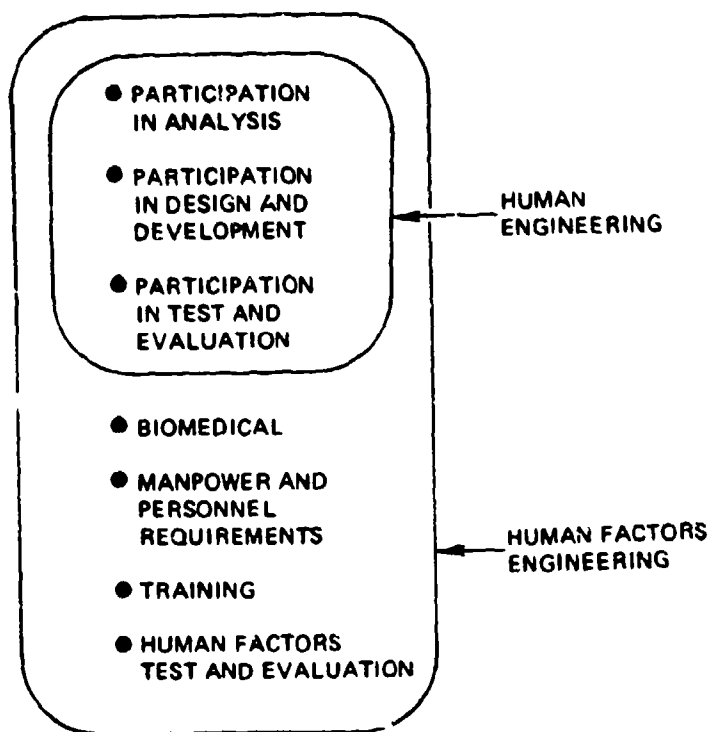 ● PARTICIPATION
IN ANALYSIS
● PARTICIPATION
IN DESIGN AND
DEVELOPMENT
● PARTICIPATION
IN TEST AND
EVALUATION
HUMAN
ENGINEERING
● BIOMEDICAL
● MANPOWER AND
PERSONNEL
REQUIREMENTS
● TRAINING
● HUMAN FACTORS
TEST AND EVALUATION
HUMAN FACTORS
ENGINEERING